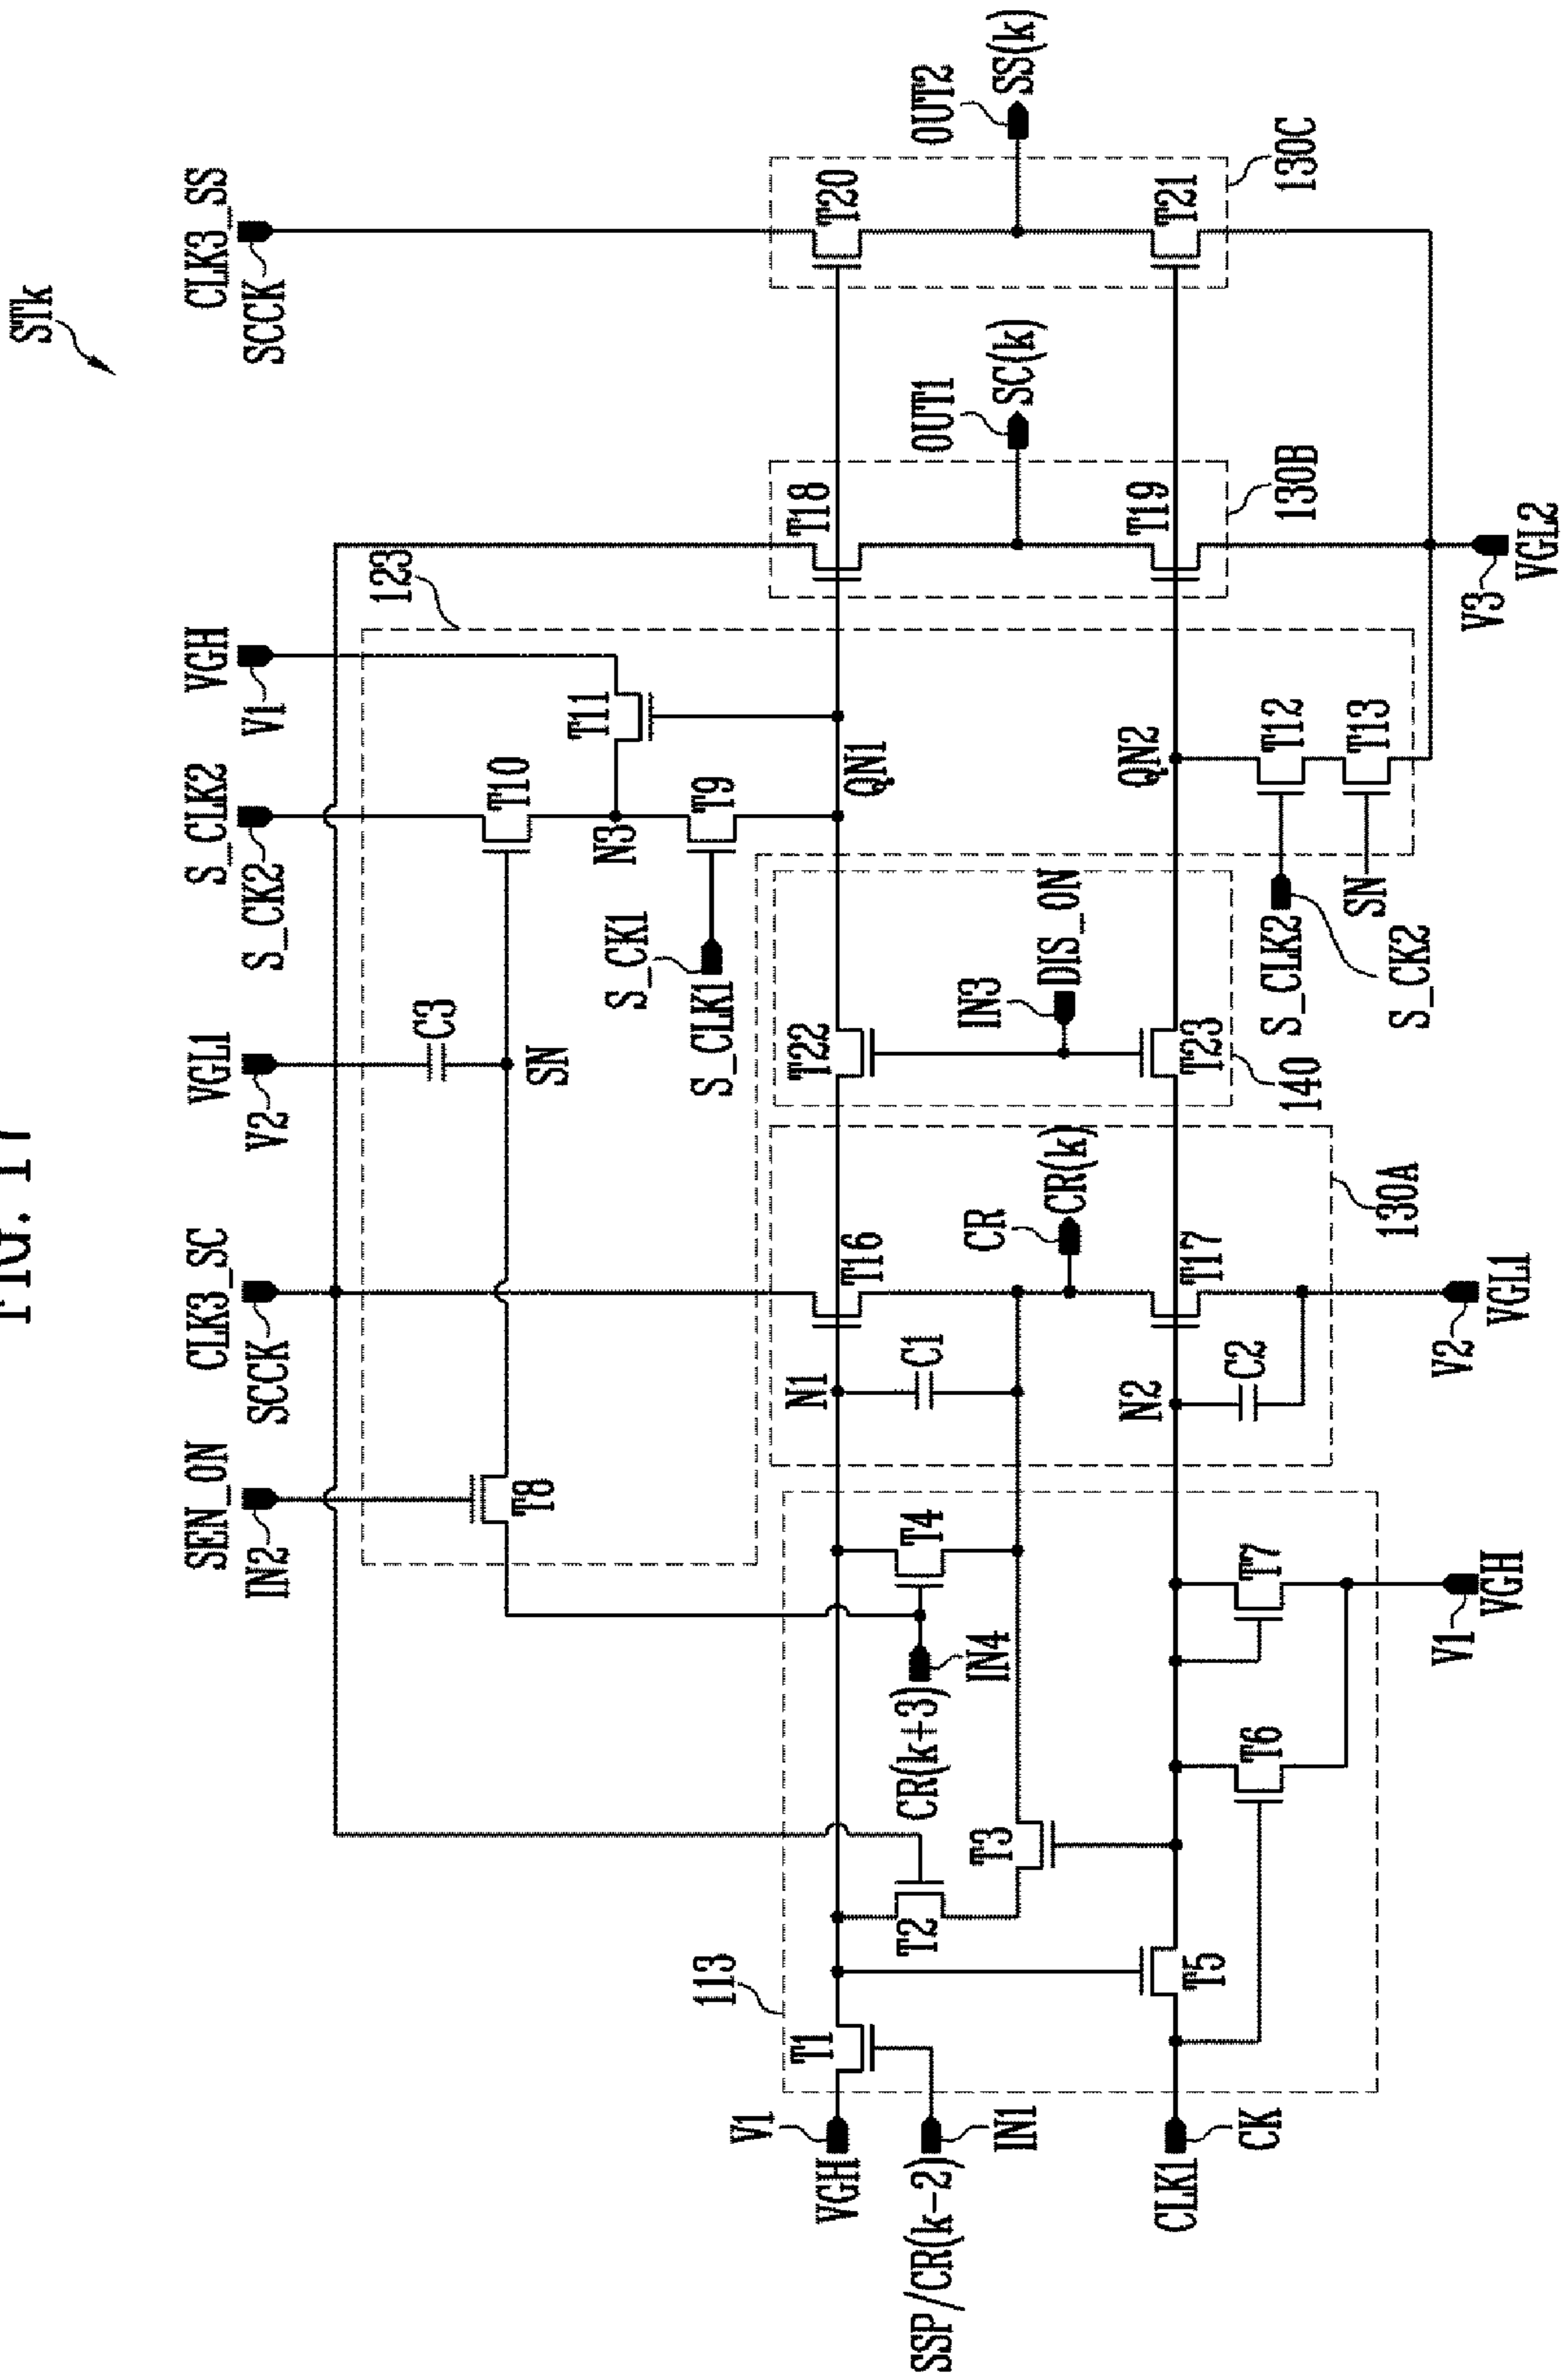 FIG. 17
STk
SEN_ON
IN2
CLK3_SC
SCCK
VGL1
V2
S_CLK2
S_CK2
VGH
V1
CLK3_SS
SCCK
123
T8
C3
SN
T10
T11
N3
T9
S_CK1
S_CLK1
QN1
113
V1
VGH
T1
SSP/CR(k-2)
IN1
T2
T3
CR(k+3)
IN4
T4
N1
C1
T16
CR
CR(k)
T22
IN3
DIS_ON
T18
OUT1
SC(k)
T20
OUT2
SS(k)
CLK1
CK
T5
T6
T7
V1
VGH
N2
C2
T17
V2
VGL1
130A
T23
140
QN2
S_CLK2
S_CK2
T12
SN
T13
T19
130B
V3
VGL2
T21
130C